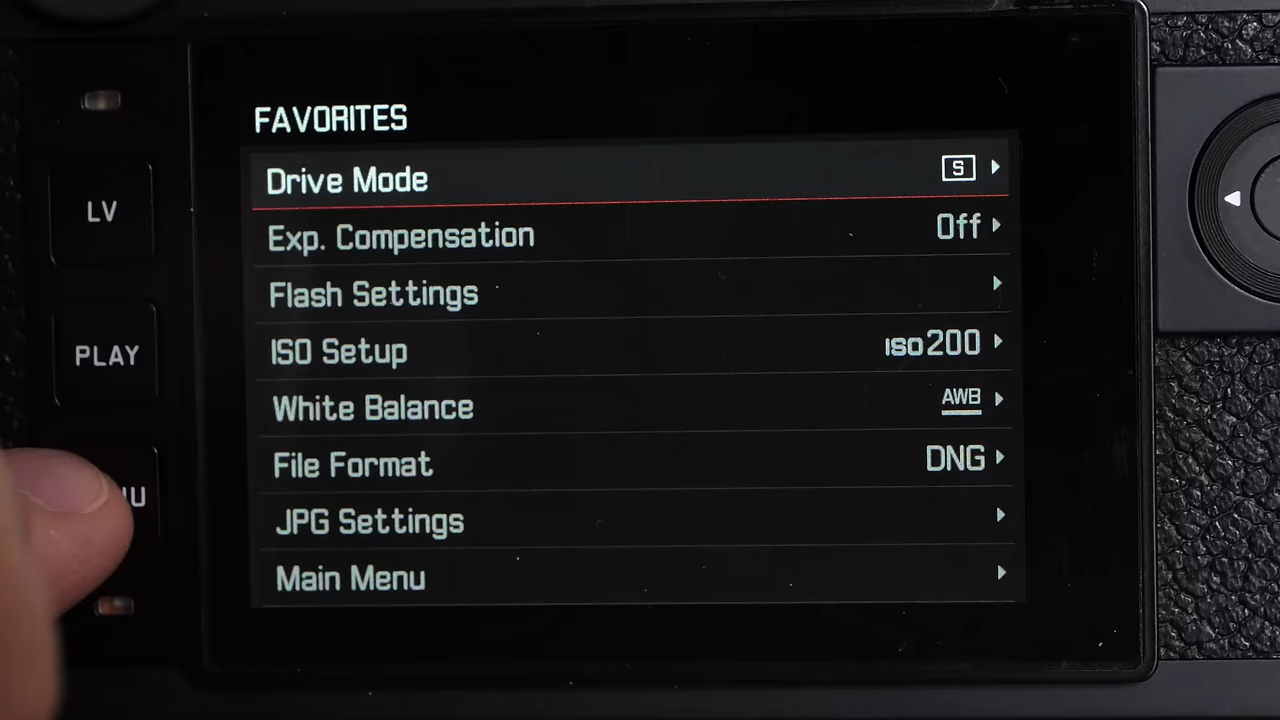 FAVORITES
Drive Mode S
LV
Exp. Compensation Off
Flash Settings
PLAY
ISO Setup ISO200
White Balance AWB
File Format DNG
JPG Settings
Main Menu